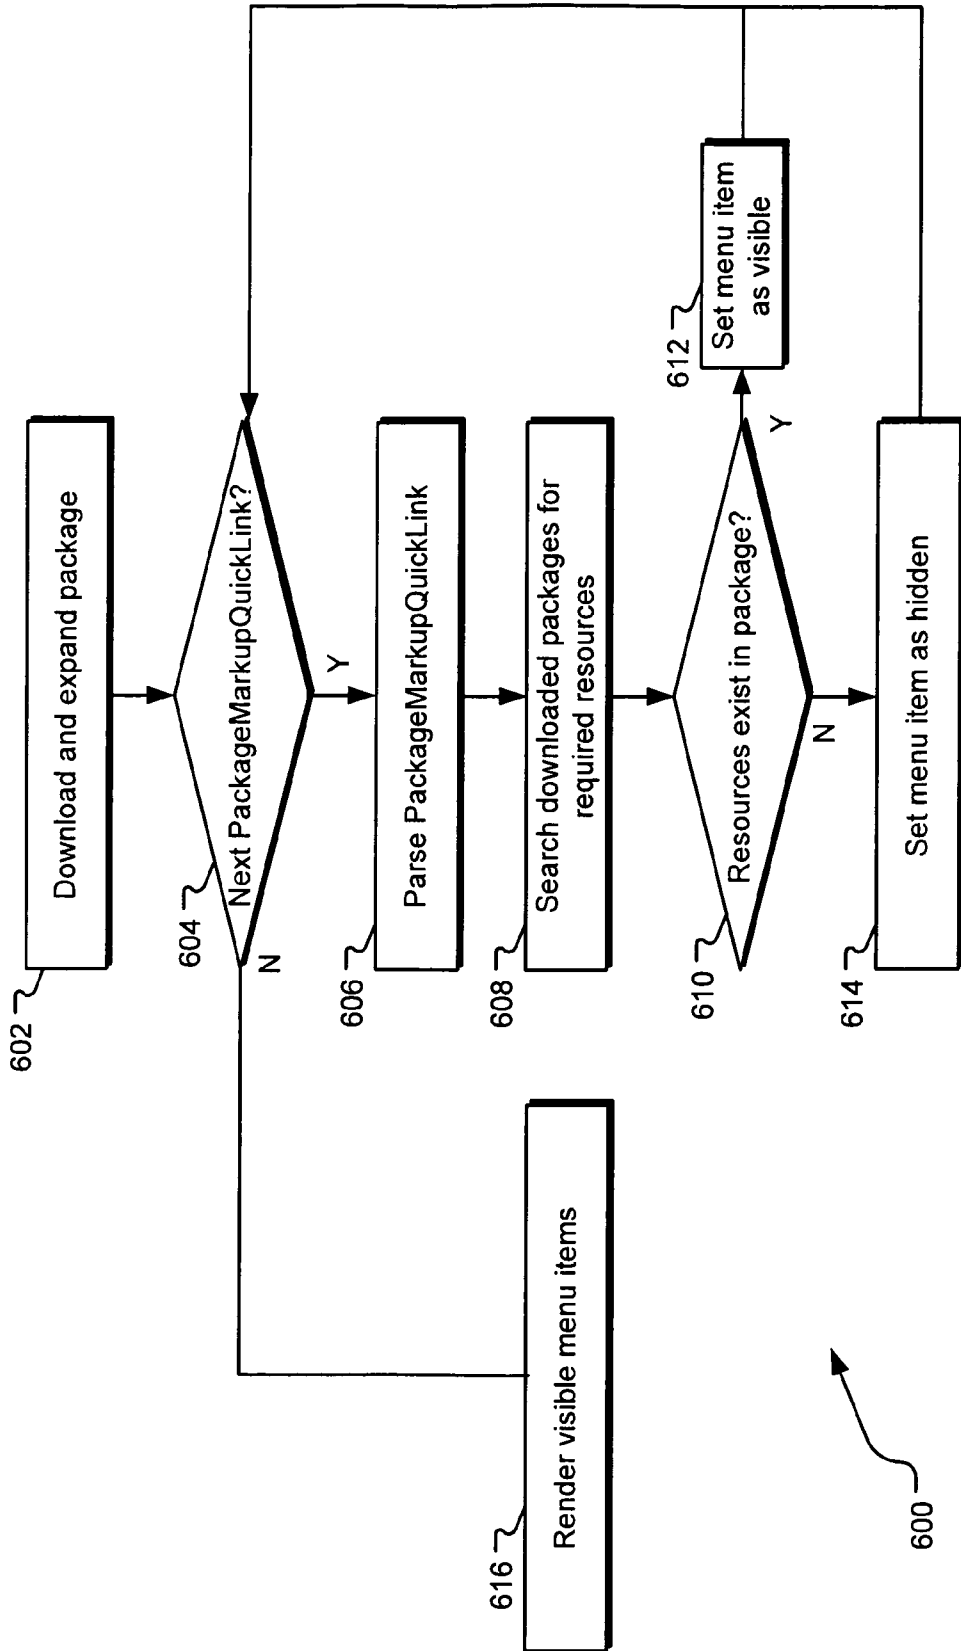 602
Download and expand package
604
Next PackageMarkupQuickLink?
N
Y
606
Parse PackageMarkupQuickLink
608
Search downloaded packages for
required resources
610
Resources exist in package?
Y
N
612
Set menu item
as visible
614
Set menu item as hidden
616
Render visible menu items
600